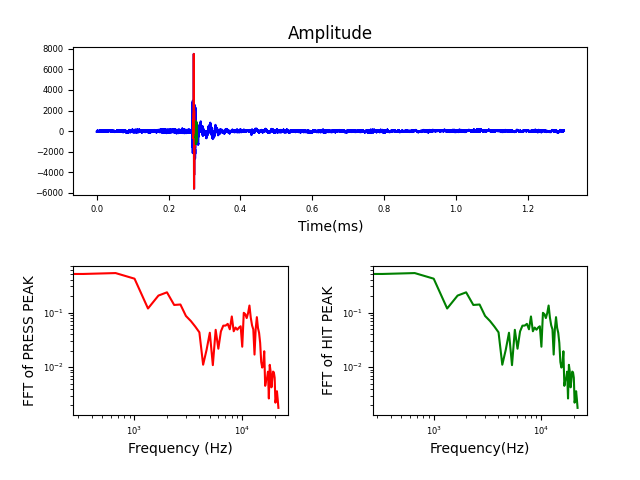 Amplitude
8000
6000
4000
2000
0
−2000
−4000
−6000
0.0 0.2 0.4 0.6 0.8 1.0 1.2
Time(ms)
FFT of PRESS PEAK
10⁻¹
10⁻²
10³ 10⁴
Frequency (Hz)
FFT of HIT PEAK
10⁻¹
10⁻²
10³ 10⁴
Frequency(Hz)